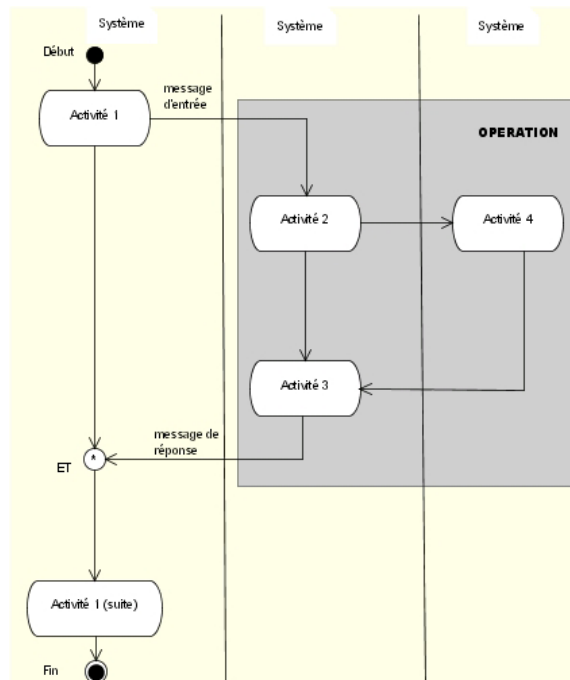 Système
Système
Système
Début
message
d'entrée
Activité 1
OPERATION
Activité 2
Activité 4
Activité 3
message de
réponse
*
ET
Activité 1 (suite)
Fin